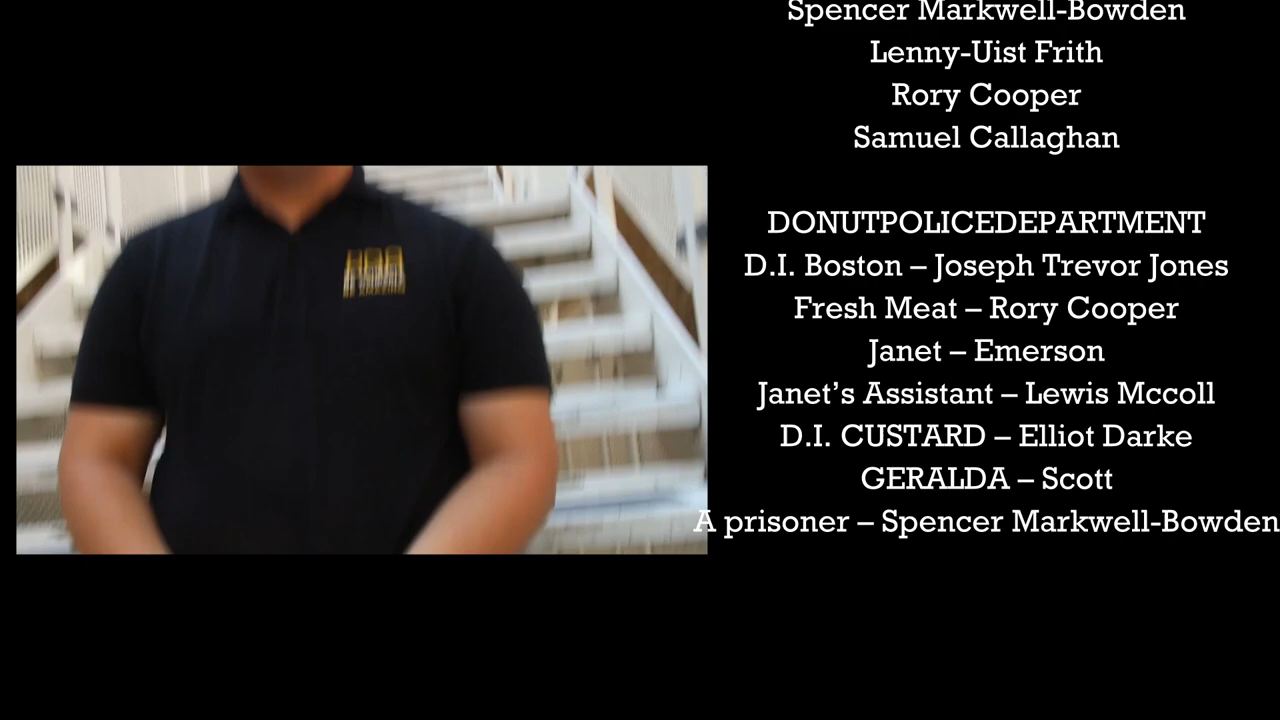 Spencer Markwell-Bowden
Lenny-Uist Frith
Rory Cooper
Samuel Callaghan
DONUTPOLICEDEPARTMENT
D.I. Boston – Joseph Trevor Jones
Fresh Meat – Rory Cooper
Janet – Emerson
Janet’s Assistant – Lewis Mccoll
D.I. CUSTARD – Elliot Darke
GERALDA – Scott
A prisoner – Spencer Markwell-Bowden